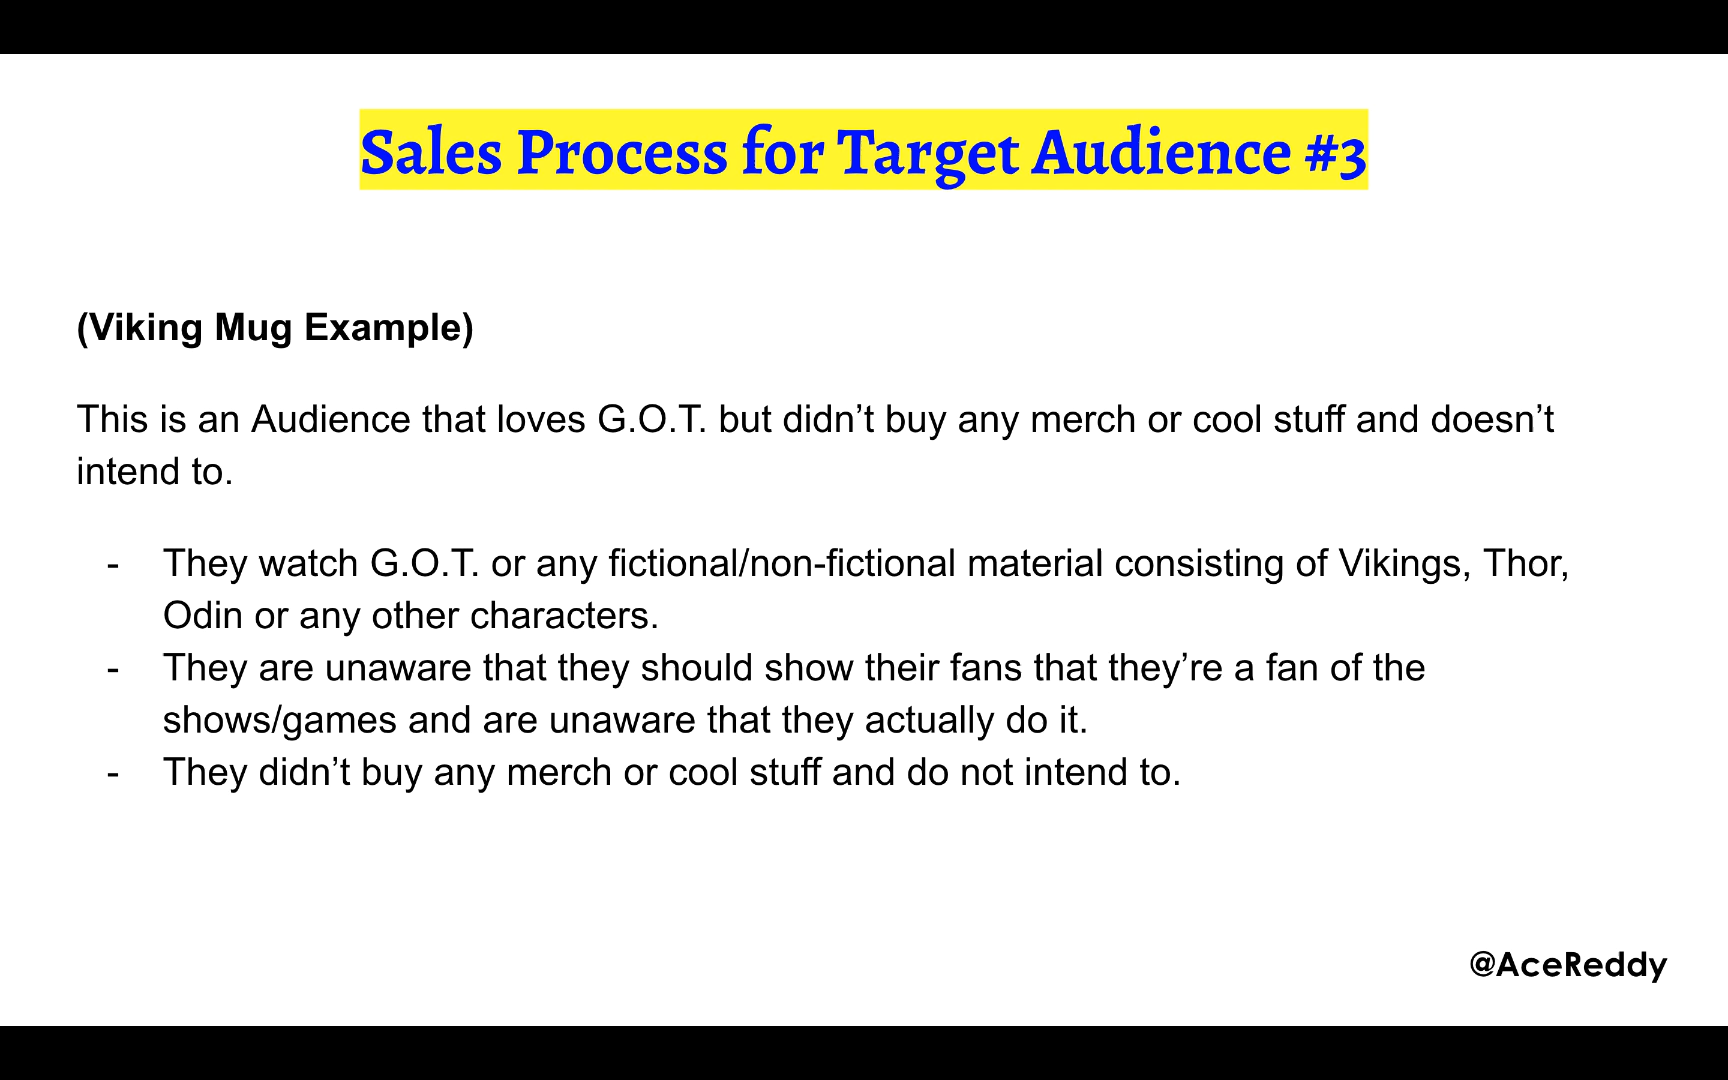 Sales Process for Target Audience #3
(Viking Mug Example)
This is an Audience that loves G.O.T. but didn’t buy any merch or cool stuff and doesn’t
intend to.
- They watch G.O.T. or any fictional/non-fictional material consisting of Vikings, Thor,
Odin or any other characters.
- They are unaware that they should show their fans that they’re a fan of the
shows/games and are unaware that they actually do it.
- They didn’t buy any merch or cool stuff and do not intend to.
@AceReddy